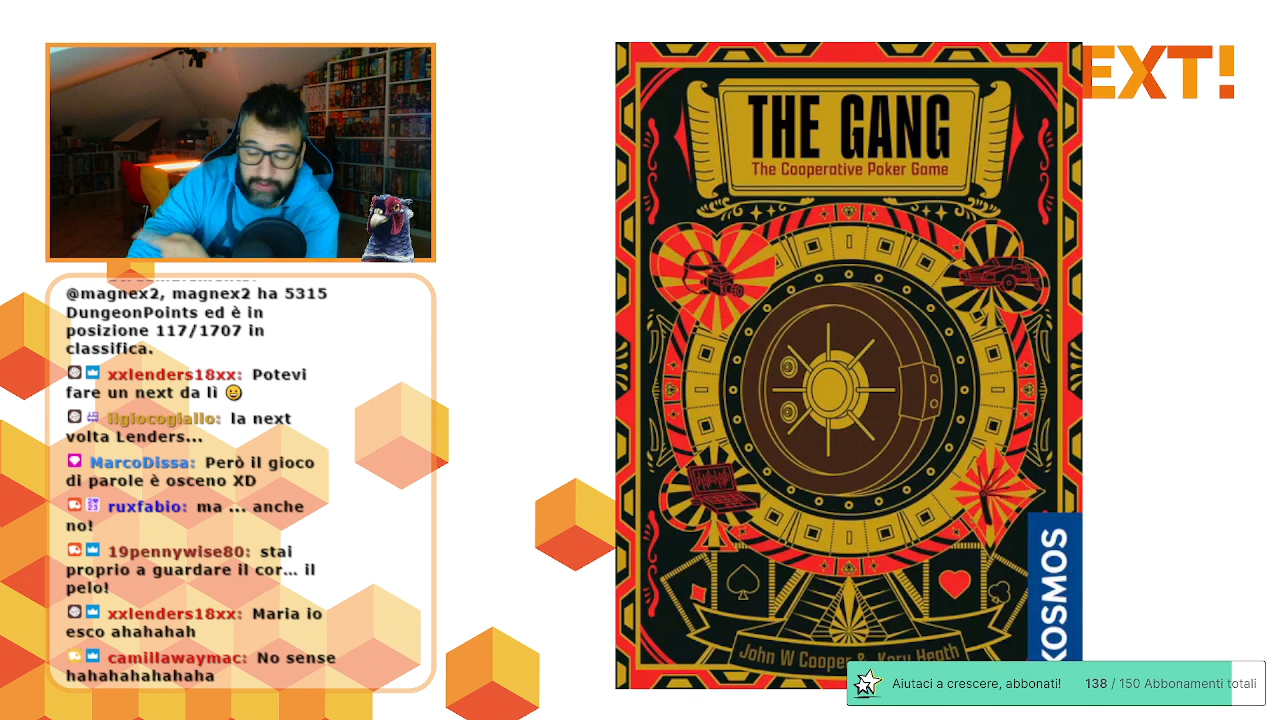 EXT!
THE GANG
The Cooperative Poker Game
KOSMOS
John W Cooper & Kory Heath
@magnex2, magnex2 ha 5315
DungeonPoints ed è in
posizione 117/1707 in
classifica.
xxlenders18xx: Potevi
fare un next da lì
ilgiocogiallo: la next
volta Lenders...
MarcoDissa: Però il gioco
di parole è osceno XD
ruxfabio: ma ... anche
no!
19pennywise80: stai
proprio a guardare il cor... il
pelo!
xxlenders18xx: Maria io
esco ahahahah
camillawaymac: No sense
hahahahahahaha
7
Aiutaci a crescere, abbonati! 138 / 150 Abbonamenti totali